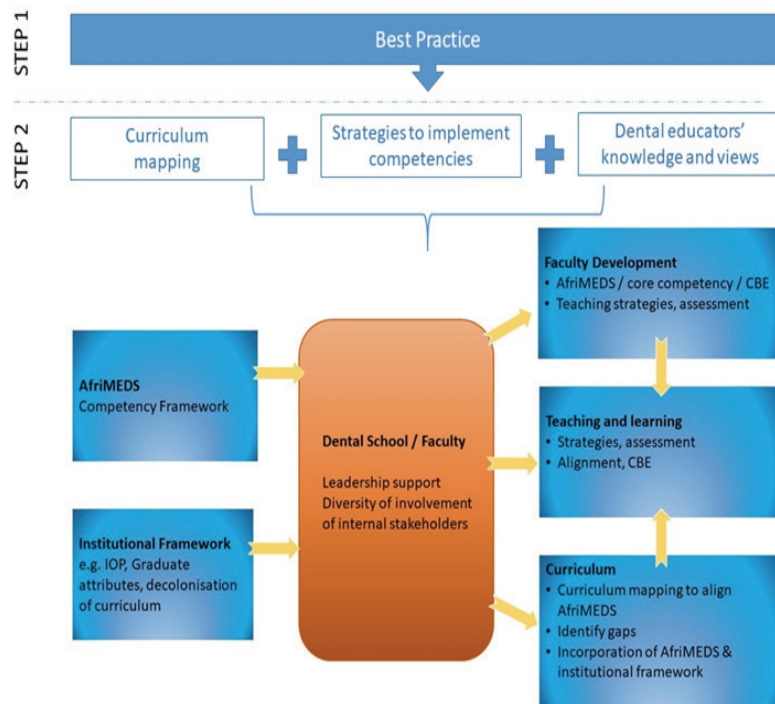 STEP 1
Best Practice
STEP 2
Curriculum
mapping
Strategies to implement
competencies
Dental educators'
knowledge and views
Faculty Development
• AfriMEDS / core competency / CBE
• Teaching strategies, assessment
AfriMEDS
Competency Framework
Dental School / Faculty
Leadership support
Diversity of involvement
of internal stakeholders
Teaching and learning
• Strategies, assessment
• Alignment, CBE
Institutional Framework
e.g. IOP, Graduate
attributes, decolonisation
of curriculum
Curriculum
• Curriculum mapping to align
AfriMEDS
• Identify gaps
• Incorporation of AfriMEDS &
institutional framework